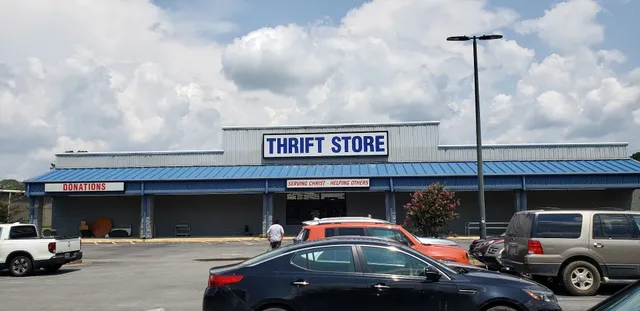 THRIFT STORE
DONATIONS
SERVING CHRIST - HELPING OTHERS